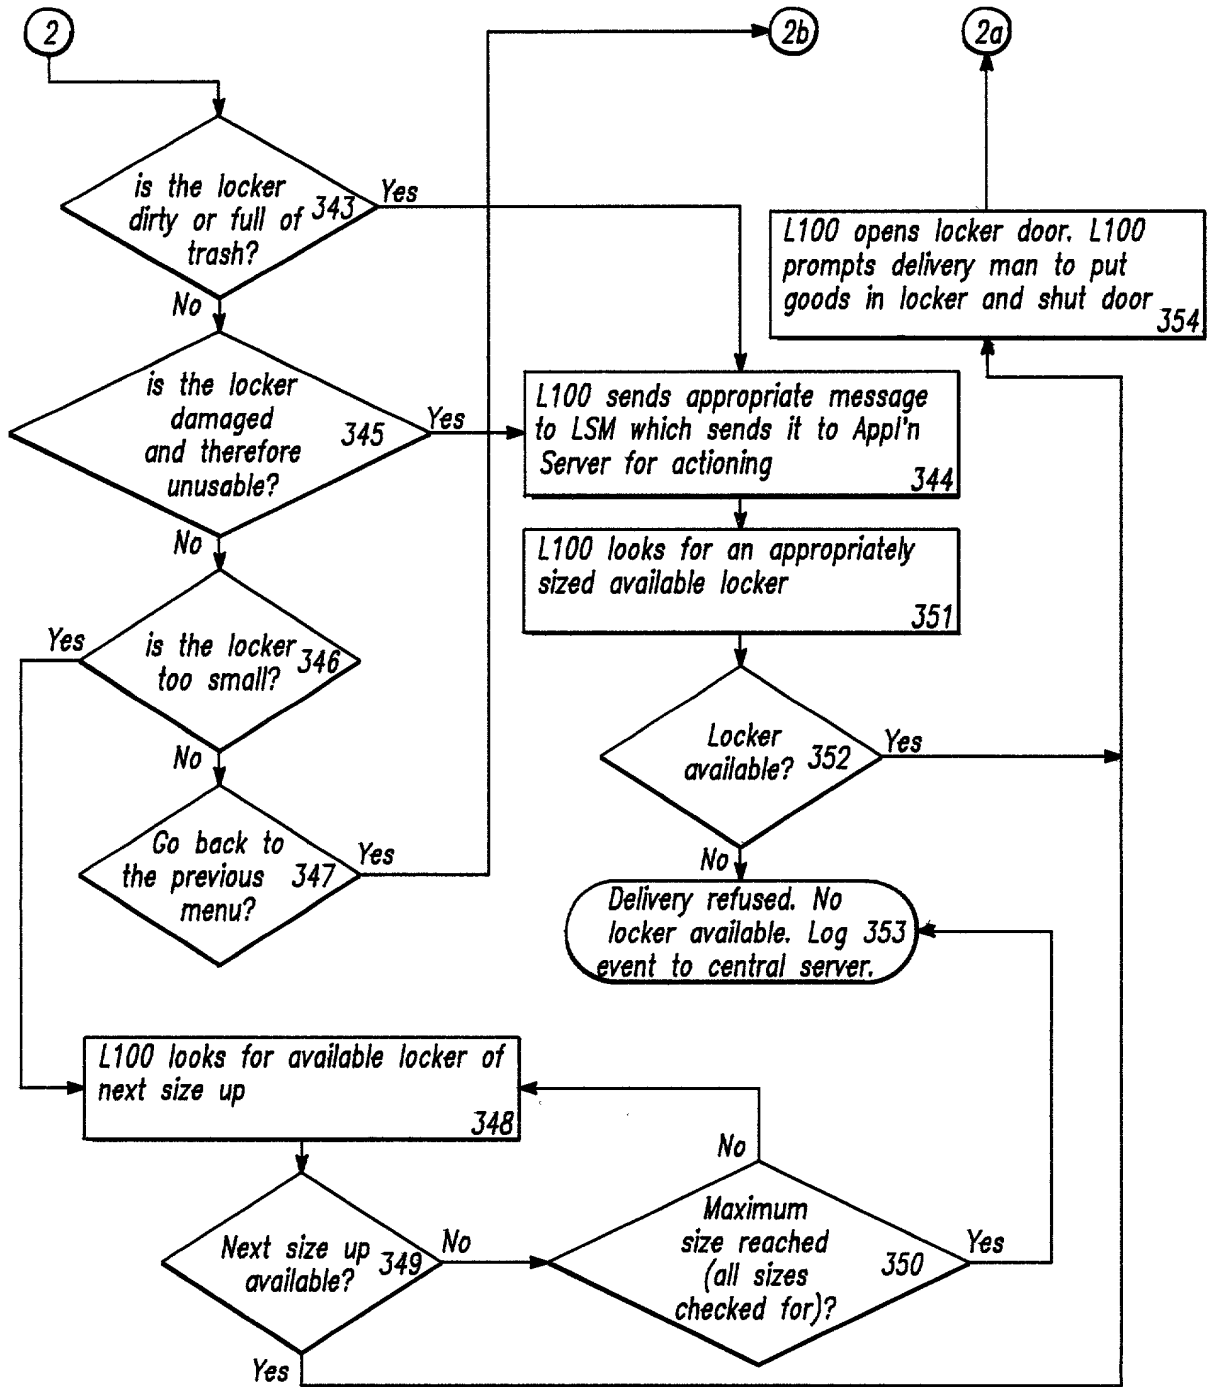 2
2b
2a
is the locker
dirty or full of
trash?
343
Yes
No
L100 opens locker door. L100
prompts delivery man to put
goods in locker and shut door
354
is the locker
damaged
and therefore
unusable?
345
Yes
No
L100 sends appropriate message
to LSM which sends it to Appl'n
Server for actioning
344
L100 looks for an appropriately
sized available locker
351
Yes
is the locker
too small?
346
No
Locker
available?
352
Yes
No
Go back to
the previous
menu?
347
Yes
Delivery refused. No
locker available. Log
event to central server.
353
L100 looks for available locker of
next size up
348
No
Next size up
available?
349
No
Yes
Maximum
size reached
(all sizes
checked for)?
350
Yes